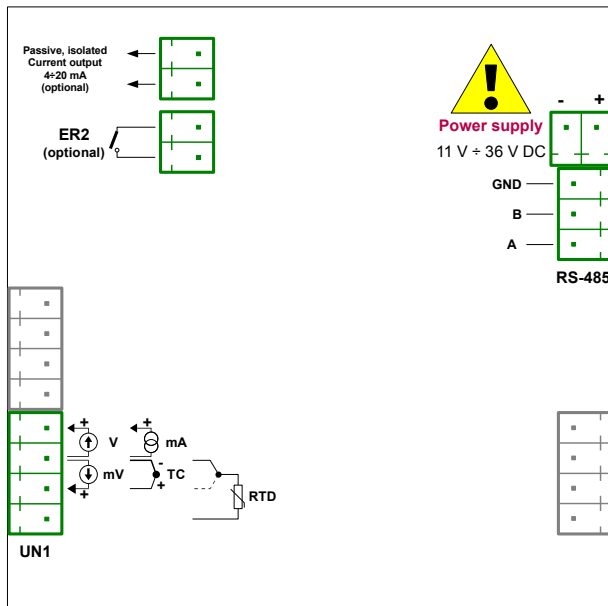 Passive, isolated
Current output
4÷20 mA
(optional)
ER2
(optional)
- +
Power supply
11 V ÷ 36 V DC
GND
B
A
RS-485
+ +
V mA
- 
mV TC
+ +
RTD
UN1